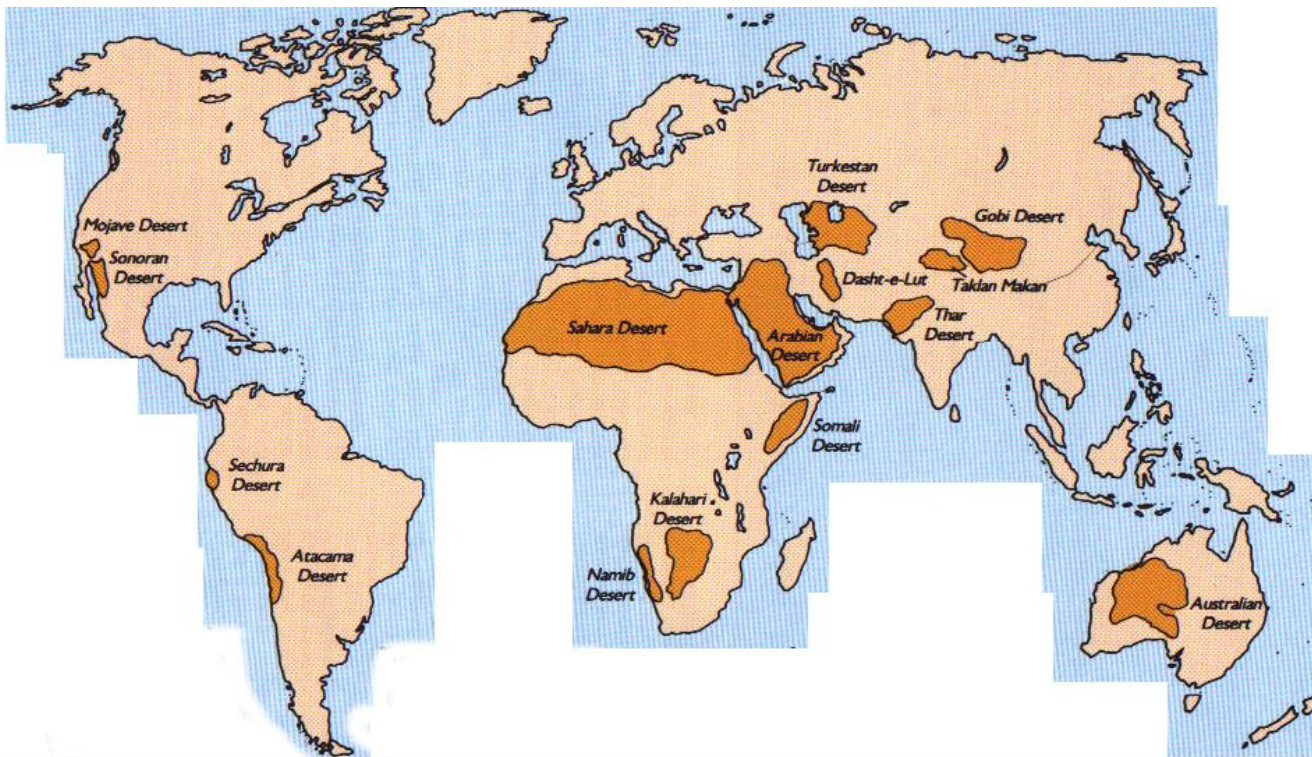 Turkestan
Desert
Gobi Desert
Mojave Desert
Sonoran
Desert
Dasht-e-Lut
Taklan Makan
Thar
Desert
Sahara Desert
Arabian
Desert
Somali
Desert
Sechura
Desert
Kalahari
Desert
Atacama
Desert
Namib
Desert
Australian
Desert